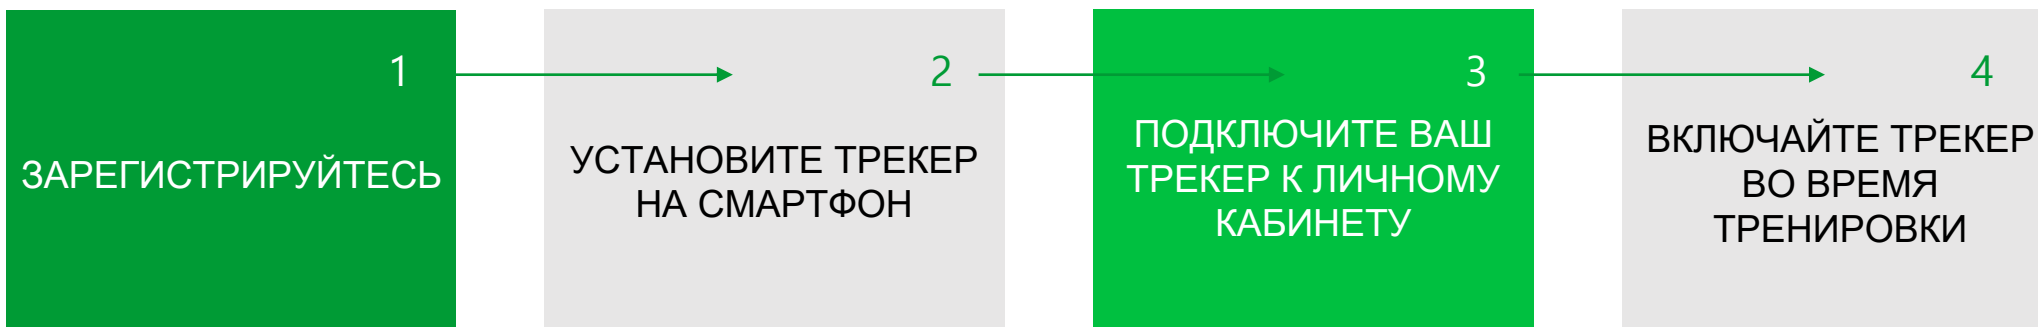 1
ЗАРЕГИСТРИРУЙТЕСЬ
2
УСТАНОВИТЕ ТРЕКЕР
НА СМАРТФОН
3
ПОДКЛЮЧИТЕ ВАШ
ТРЕКЕР К ЛИЧНОМУ
КАБИНЕТУ
4
ВКЛЮЧАЙТЕ ТРЕКЕР
ВО ВРЕМЯ
ТРЕНИРОВКИ